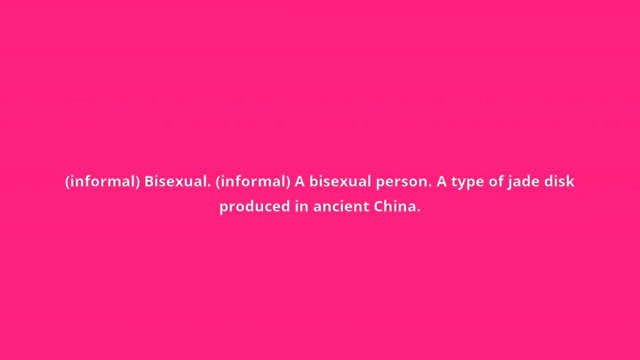 (informal) Bisexual. (informal) A bisexual person. A type of jade disk
produced in ancient China.